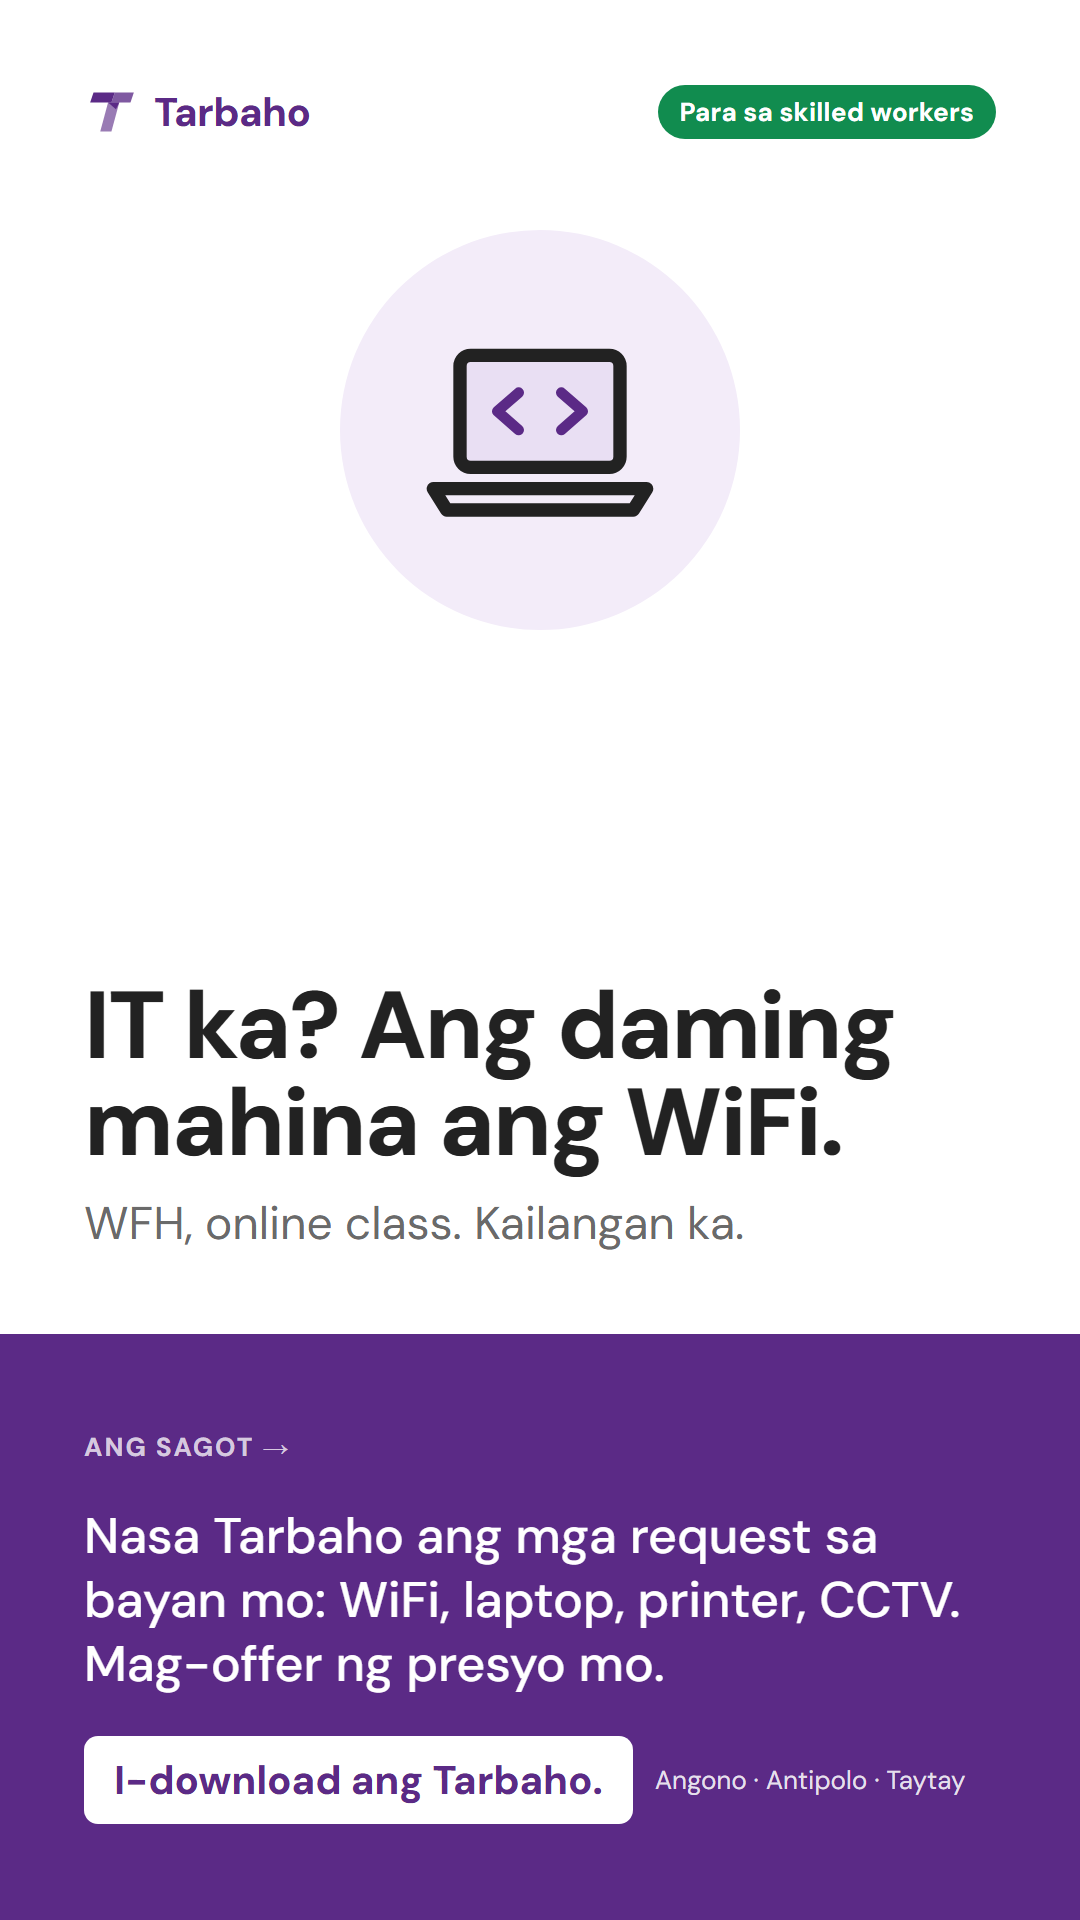 Tarbaho
Para sa skilled workers
IT ka? Ang daming
mahina ang WiFi.
WFH, online class. Kailangan ka.
ANG SAGOT →
Nasa Tarbaho ang mga request sa
bayan mo: WiFi, laptop, printer, CCTV.
Mag-offer ng presyo mo.
I-download ang Tarbaho.
Angono · Antipolo · Taytay